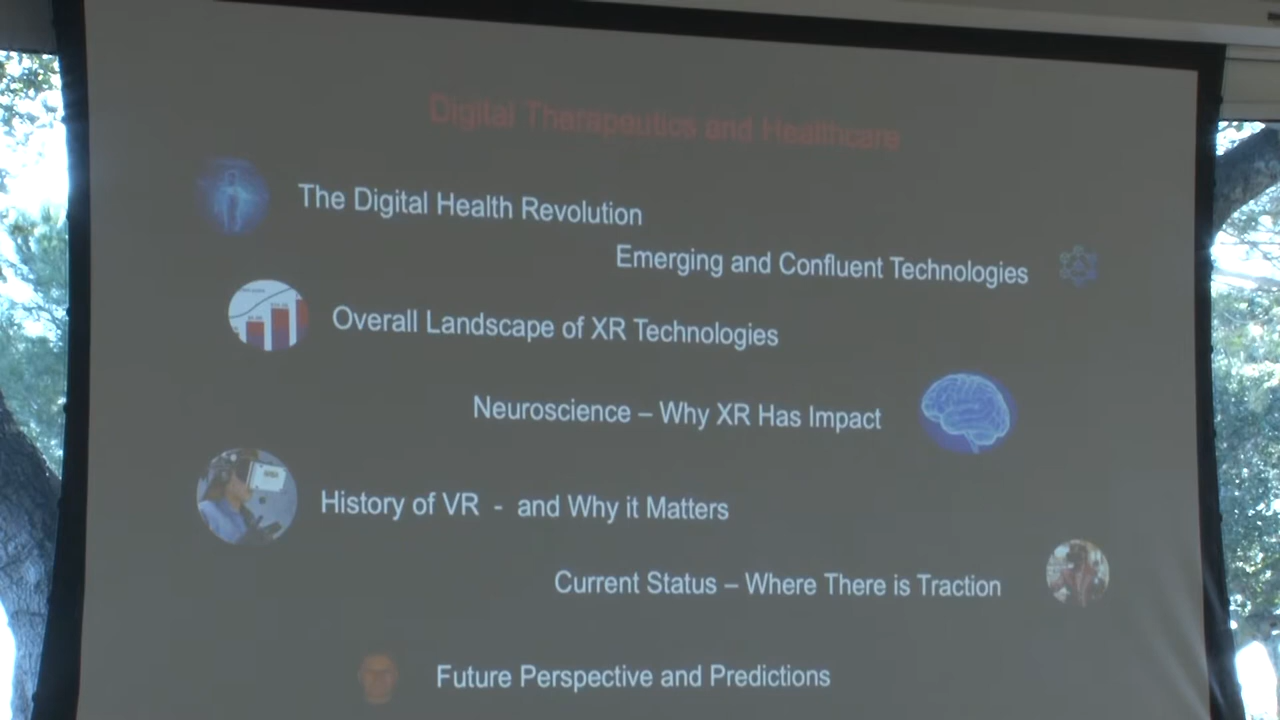 Digital Therapeutics and Healthcare
The Digital Health Revolution
Emerging and Confluent Technologies
Overall Landscape of XR Technologies
Neuroscience – Why XR Has Impact
History of VR - and Why it Matters
Current Status – Where There is Traction
Future Perspective and Predictions